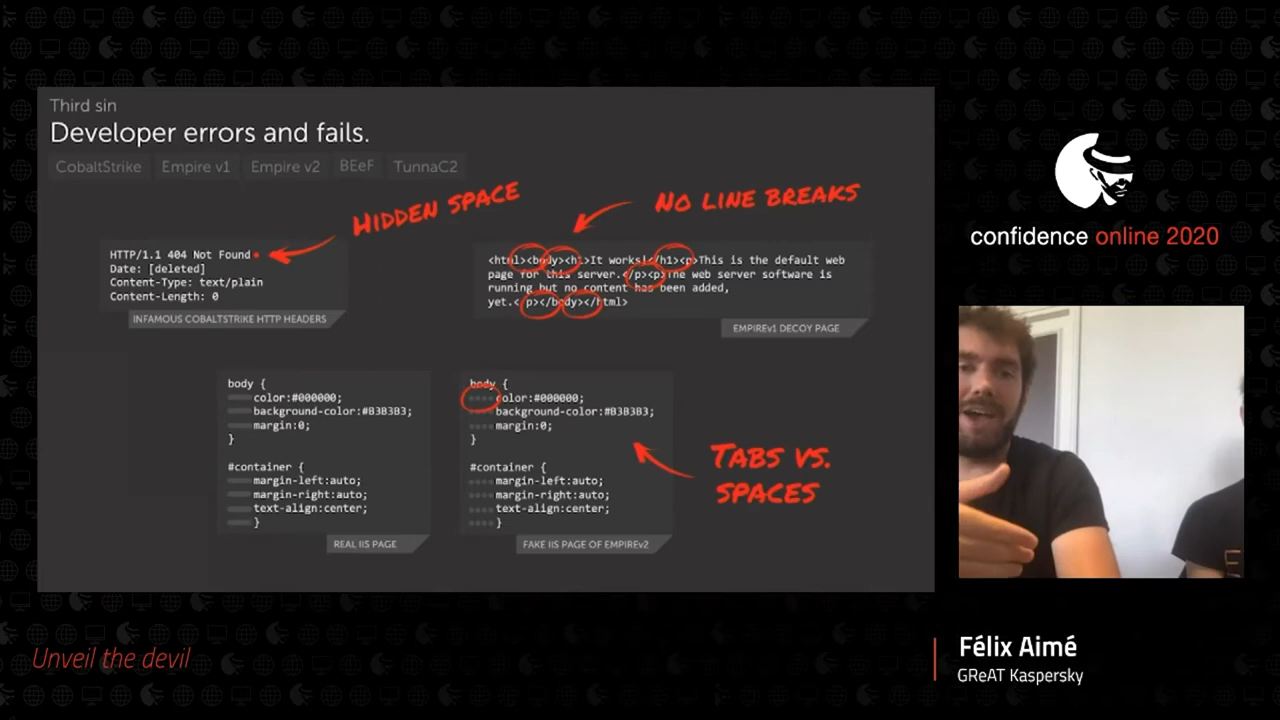 Third sin
Developer errors and fails.
CobaltStrike Empire v1 Empire v2 BEeF TunnaC2
HIDDEN SPACE
NO LINE BREAKS
HTTP/1.1 404 Not Found
Date: [deleted]
Content-Type: text/plain
Content-Length: 0
INFAMOUS COBALTSTRIKE HTTP HEADERS
<html><body><h1>It works!</h1><p>This is the default web
page for this server.</p><p>The web server software is
running but no content has been added,
yet.</p></body></html>
EMPIREv1 DECOY PAGE
body {
color:#000000;
background-color:#B3B3B3;
margin:0;
}
#container {
margin-left:auto;
margin-right:auto;
text-align:center;
}
REAL IIS PAGE
body {
color:#000000;
background-color:#B3B3B3;
margin:0;
}
#container {
margin-left:auto;
margin-right:auto;
text-align:center;
}
FAKE IIS PAGE OF EMPIREv2
TABS VS.
SPACES
confidence online 2020
Unveil the devil
Félix Aimé
GReAT Kaspersky